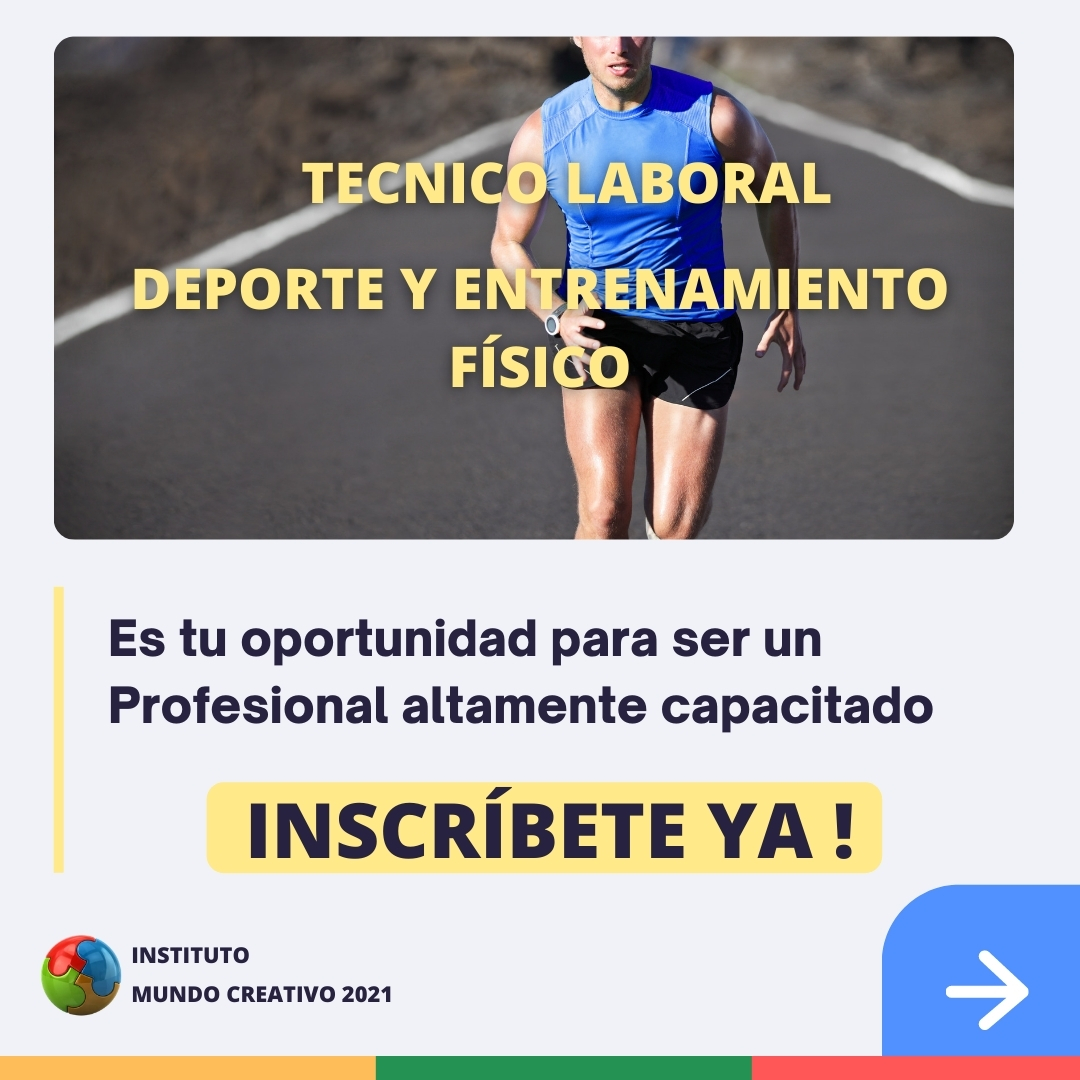 TECNICO LABORAL
DEPORTE Y ENTRENAMIENTO
FÍSICO
Es tu oportunidad para ser un
Profesional altamente capacitado
INSCRÍBETE YA !
INSTITUTO
MUNDO CREATIVO 2021